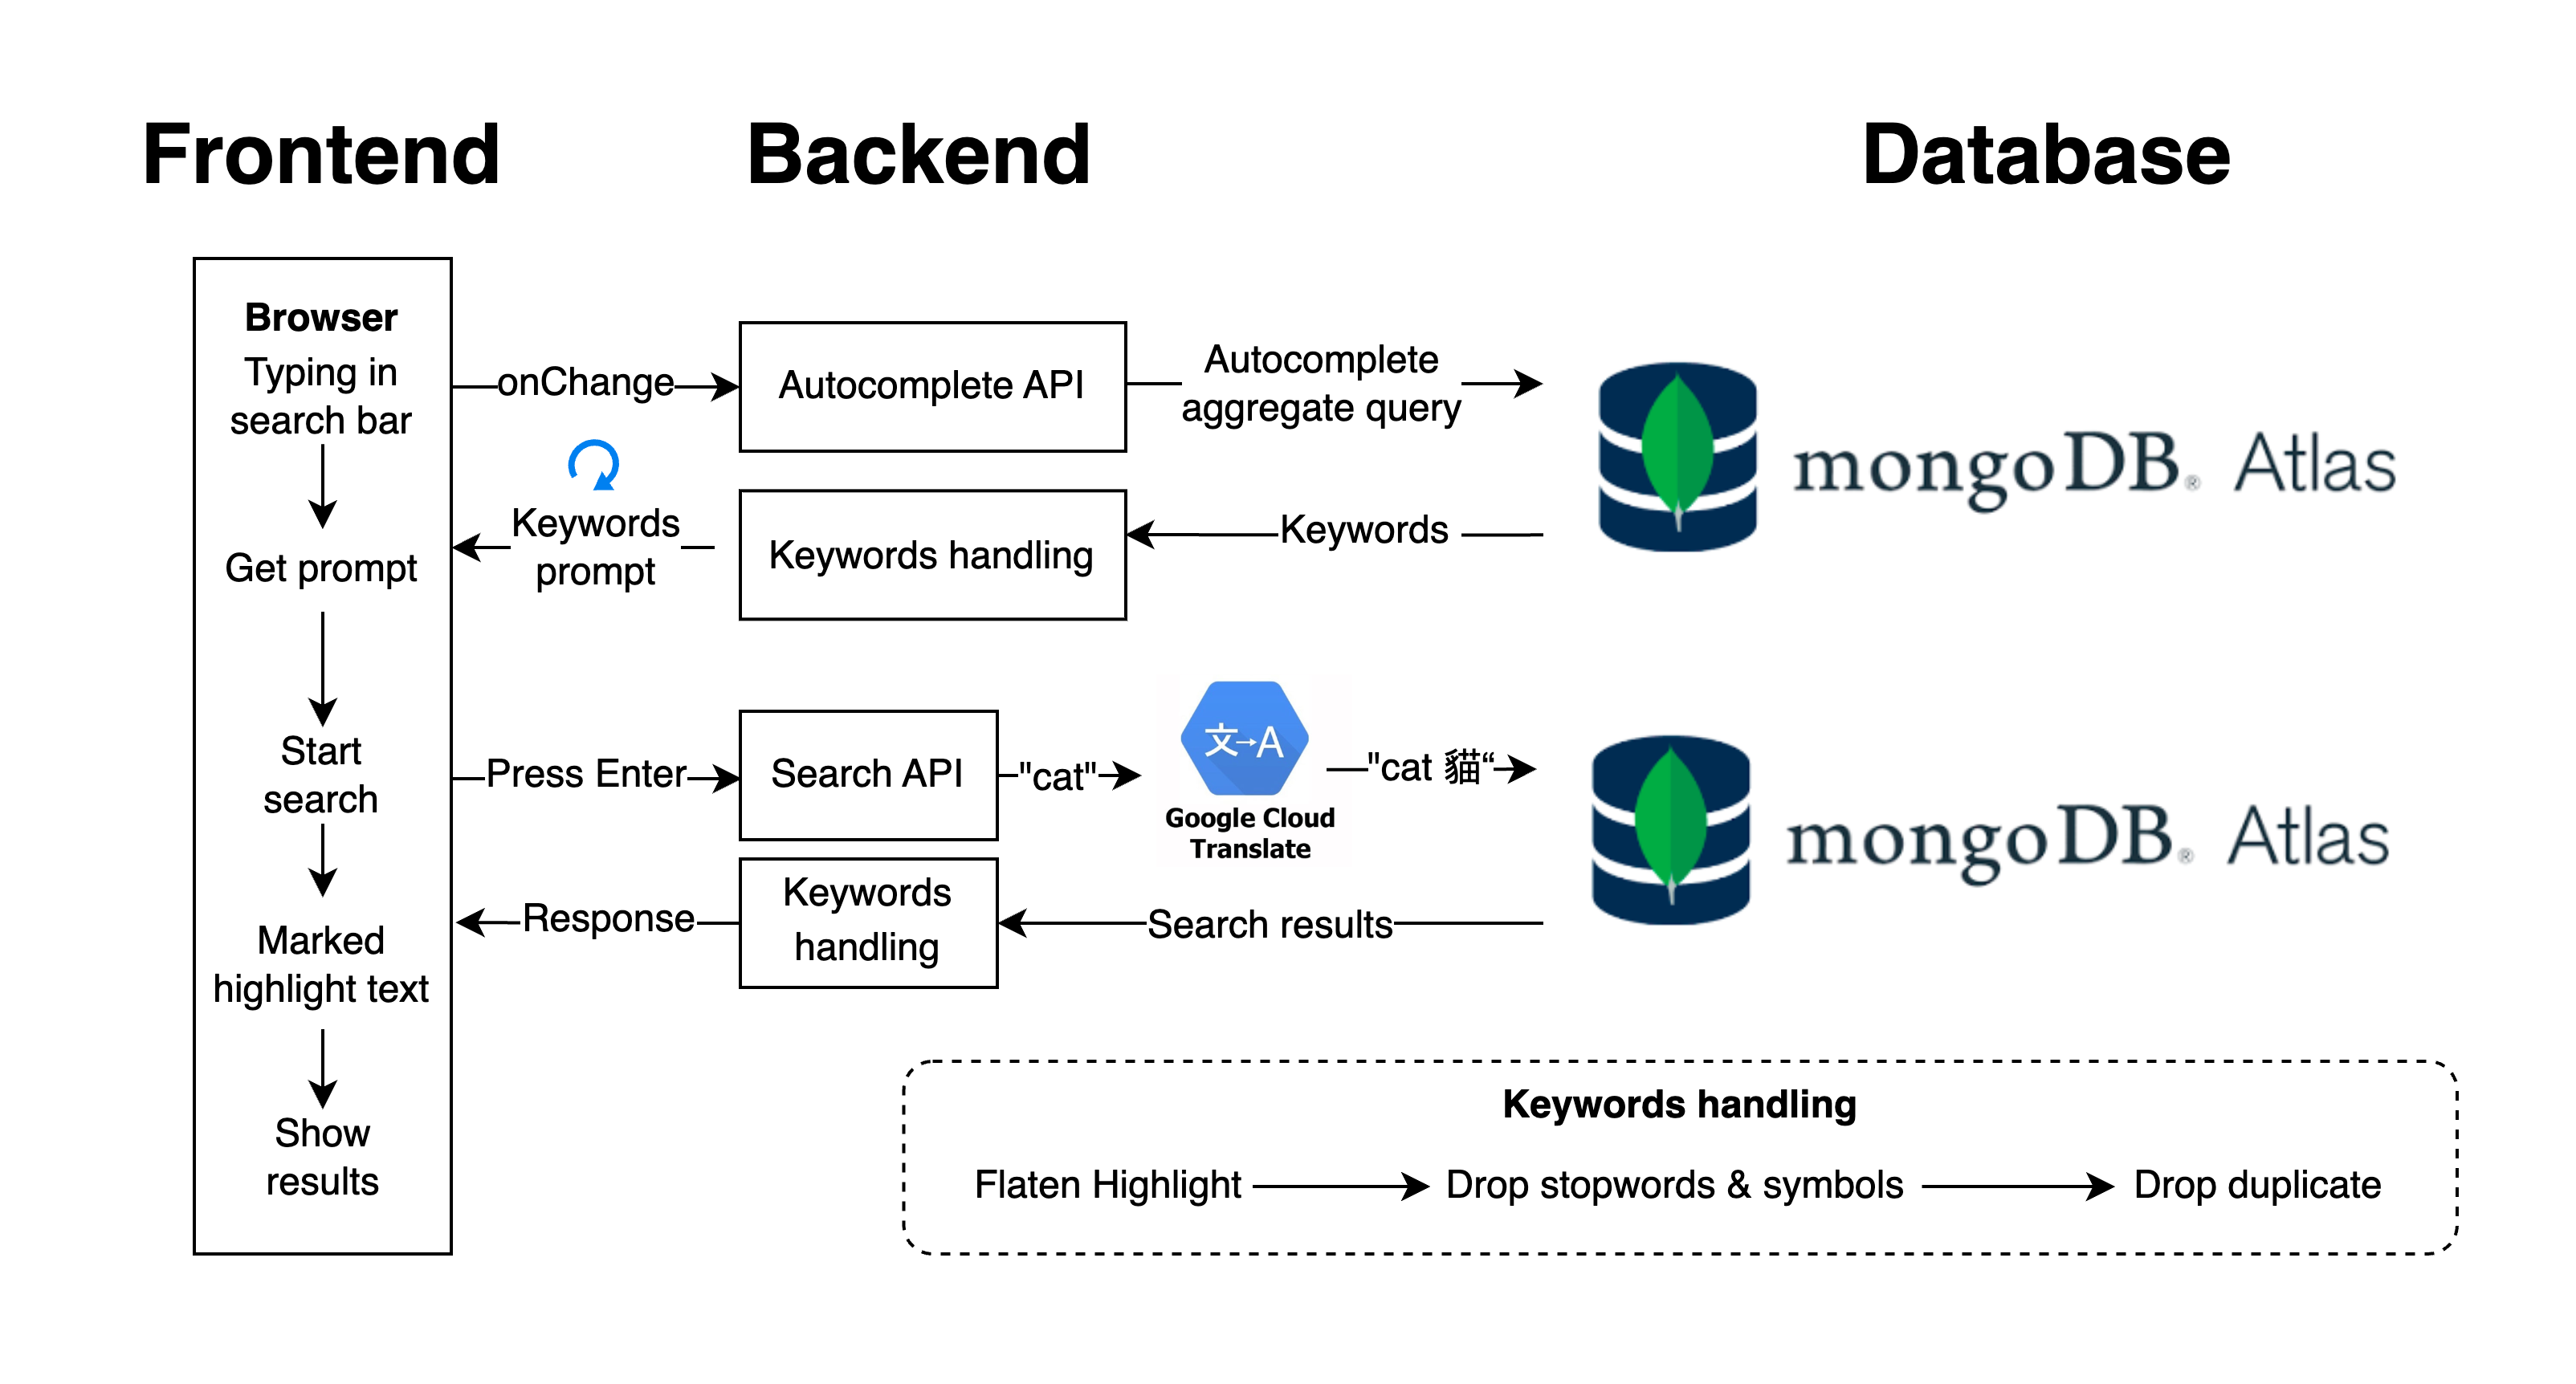 Frontend
Backend
Database
Browser
Typing in
search bar
Get prompt
Start
search
Marked
highlight text
Show
results
onChange
Autocomplete API
Autocomplete
aggregate query
mongoDB® Atlas
Keywords
prompt
Keywords handling
Keywords
Press Enter
Search API
"cat"
文→A
Google Cloud
Translate
"cat 貓“
mongoDB® Atlas
Response
Keywords
handling
Search results
Keywords handling
Flaten Highlight
Drop stopwords & symbols
Drop duplicate